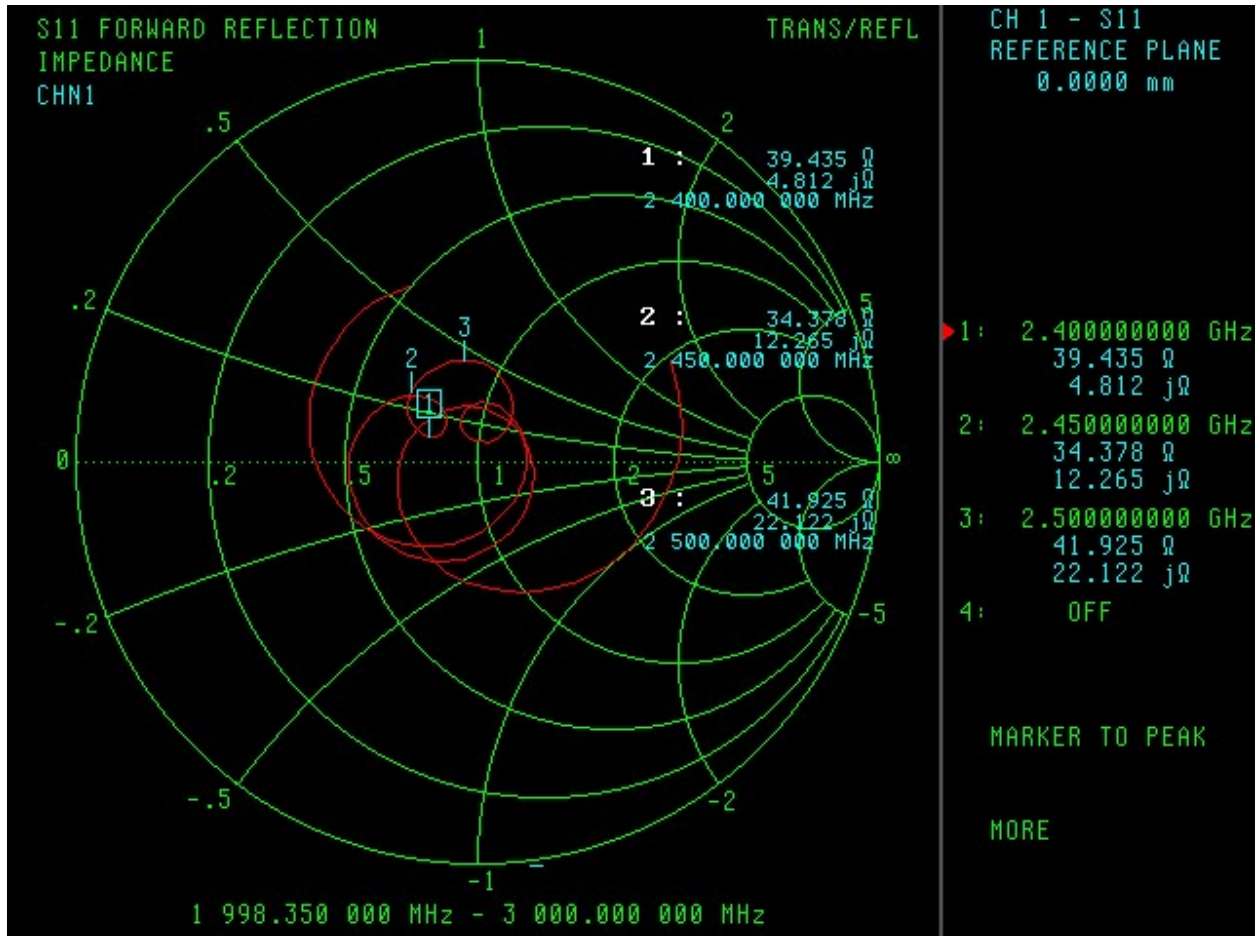 S11 FORWARD REFLECTION
IMPEDANCE
CHN1
TRANS/REFL
1
.5
2
.2
5
0
.2
.5
1
2
5
∞
-.2
-5
-.5
-2
-1
2
1
3
1 :
39.435 Ω
4.812 jΩ
2 400.000 000 MHz
2 :
34.378 Ω
12.265 jΩ
2 450.000 000 MHz
3 :
41.925 Ω
22.122 jΩ
2 500.000 000 MHz
1 998.350 000 MHz - 3 000.000 000 MHz
CH 1 - S11
REFERENCE PLANE
0.0000 mm
1: 2.400000000 GHz
39.435 Ω
4.812 jΩ
2: 2.450000000 GHz
34.378 Ω
12.265 jΩ
3: 2.500000000 GHz
41.925 Ω
22.122 jΩ
4: OFF
MARKER TO PEAK
MORE